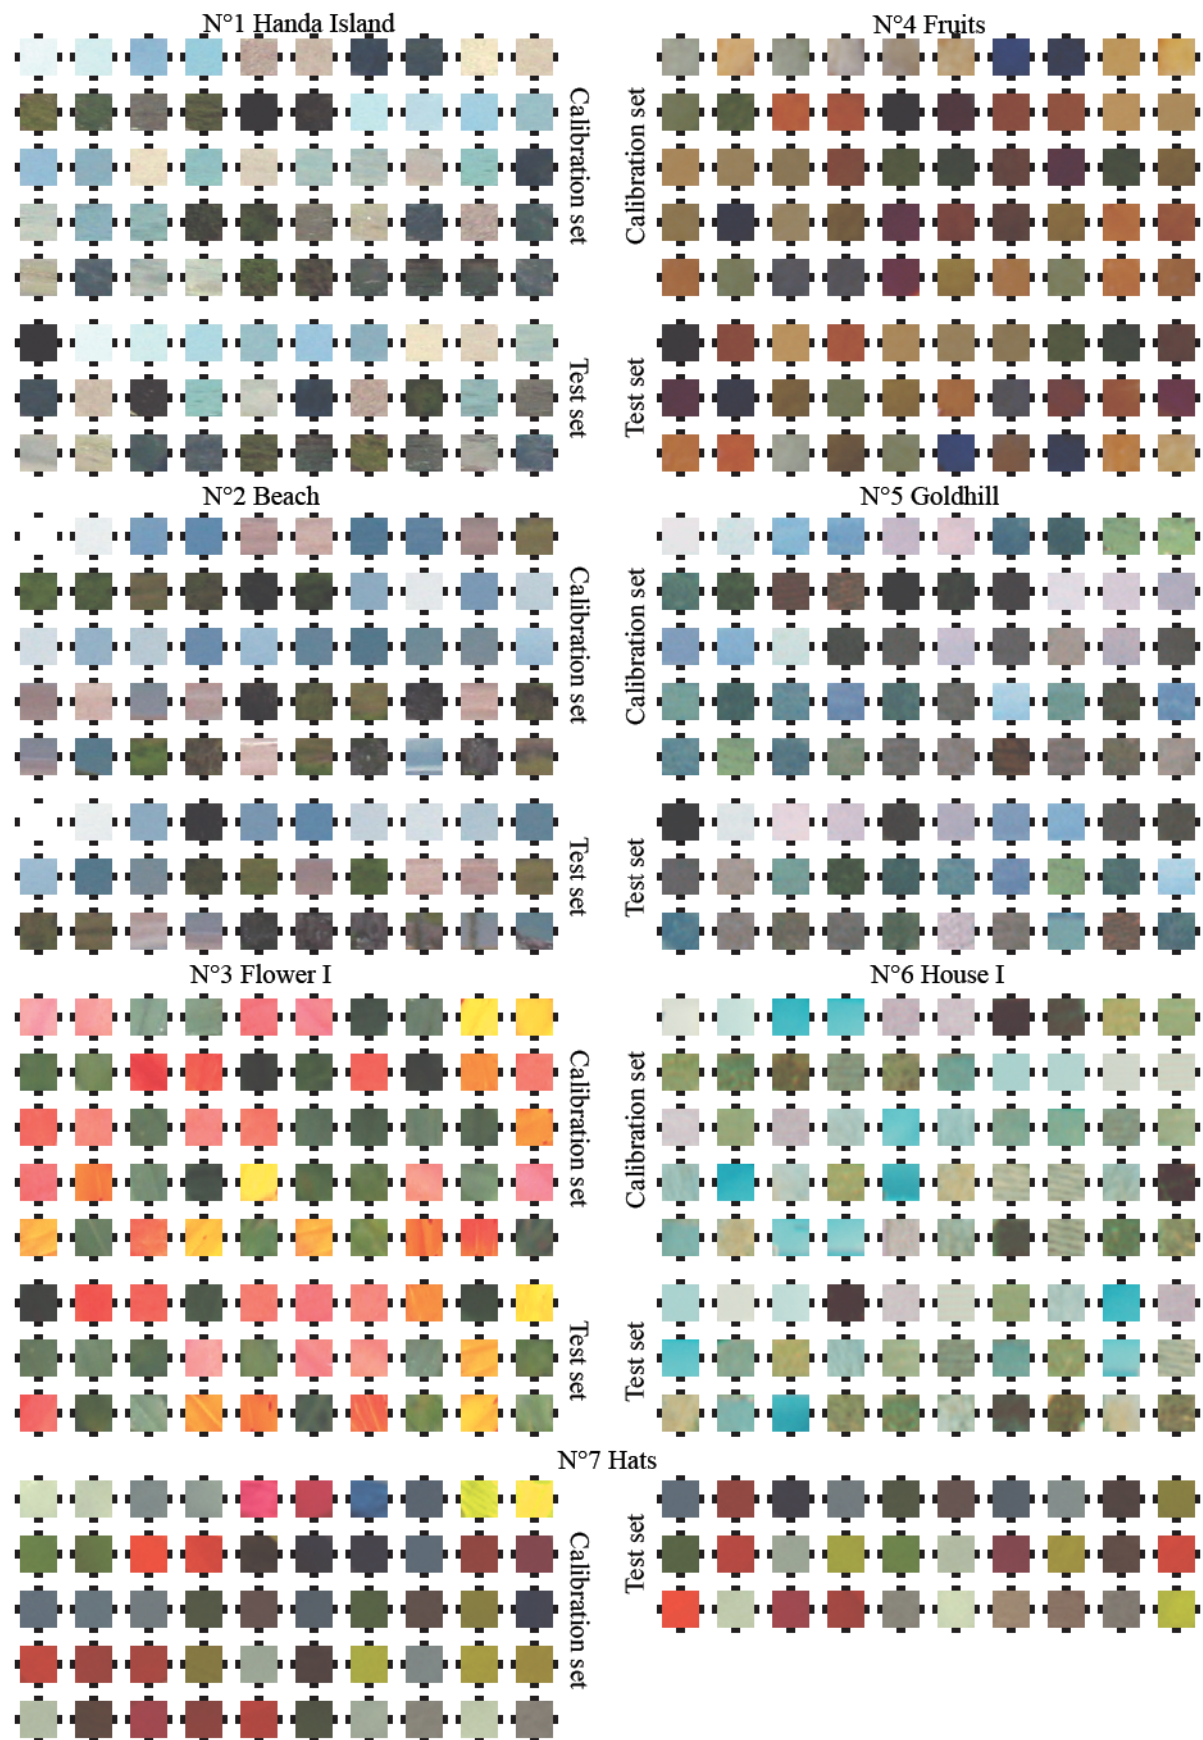 N°1 Handa Island
Calibration set
Test set
N°2 Beach
Calibration set
Test set
N°3 Flower I
Calibration set
Test set
N°4 Fruits
Calibration set
Test set
N°5 Goldhill
Calibration set
Test set
N°6 House I
Calibration set
Test set
N°7 Hats
Calibration set
Test set